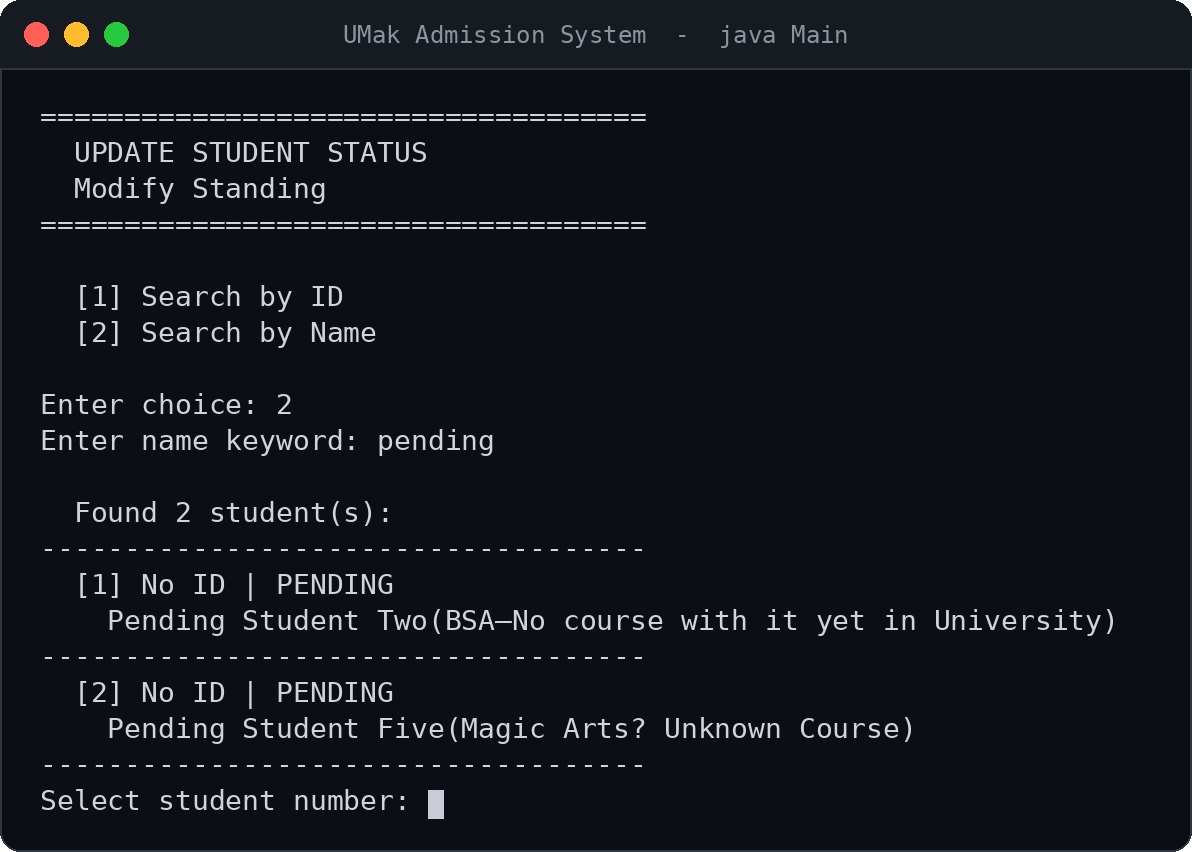 UMak Admission System  -  java Main
====================================
  UPDATE STUDENT STATUS
  Modify Standing
====================================
  [1] Search by ID
  [2] Search by Name
Enter choice: 2
Enter name keyword: pending
  Found 2 student(s):
------------------------------------
  [1] No ID | PENDING
    Pending Student Two(BSA—No course with it yet in University)
------------------------------------
  [2] No ID | PENDING
    Pending Student Five(Magic Arts? Unknown Course)
------------------------------------
Select student number: